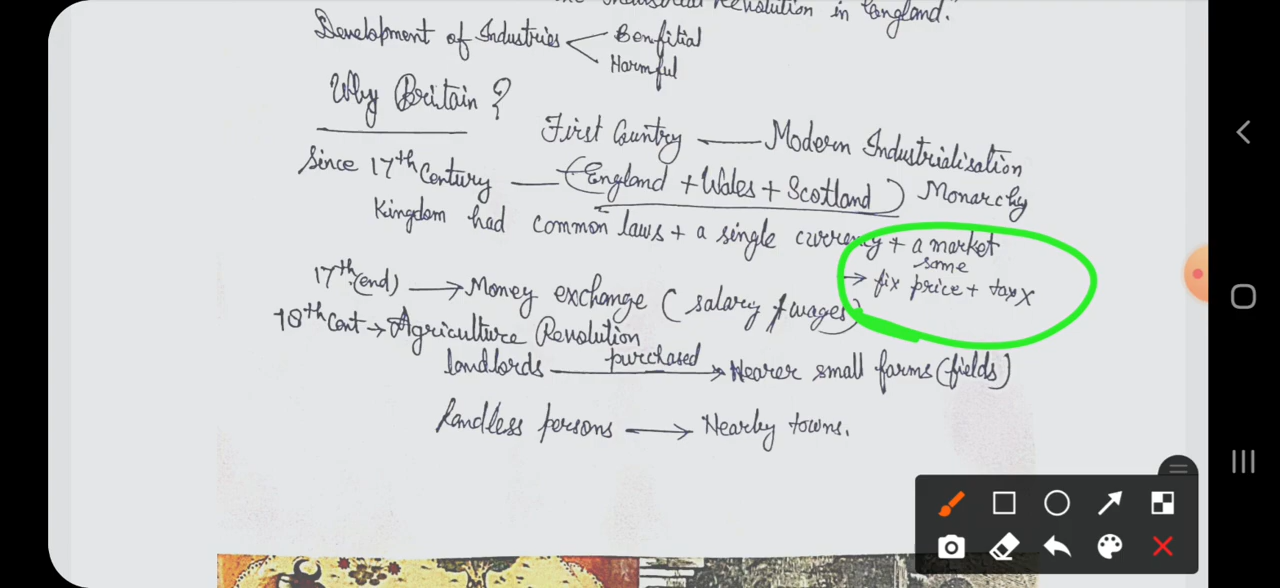 Industrial Revolution in England."
Development of Industries
Benfitial
Harmful
Why Britain ?
First Country — Modern Industrialisation
Since 17th Century — (England + Wales + Scotland) Monarchy
Kingdom had common laws + a single currency + a market
→ fix same price + tax X
17th (end) → Money exchange ( salary / wages)
18th Cent → Agriculture Revolution
landlords purchased → Nearer small farms (fields)
Landless persons → Nearby towns.